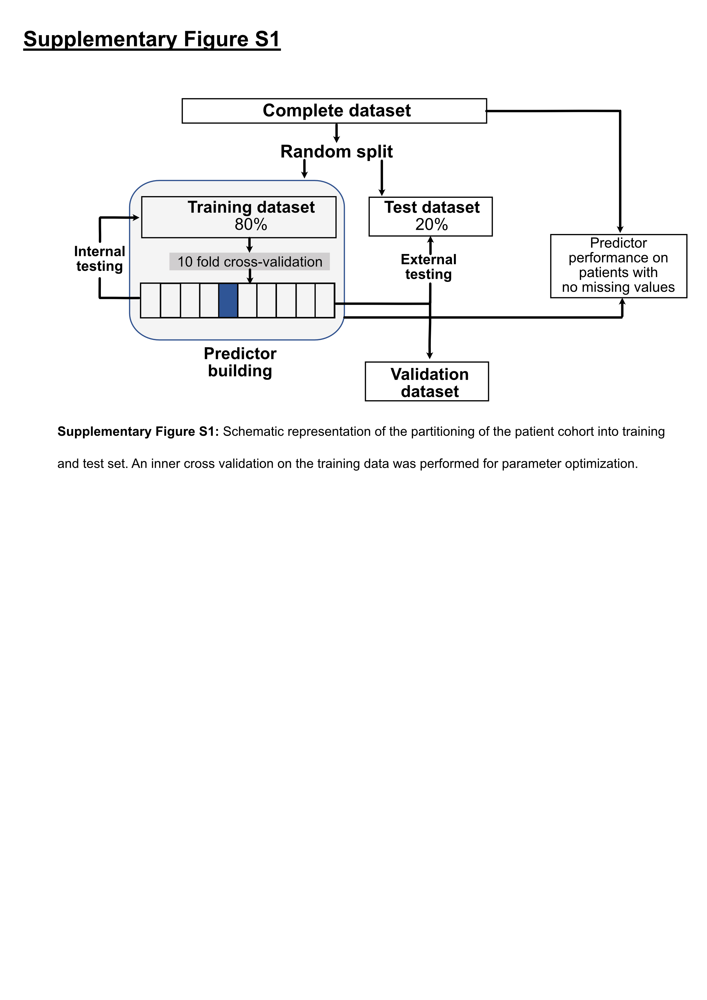 Supplementary Figure S1
Complete dataset
Random split
Training dataset
80%
Test dataset
20%
Internal
testing
10 fold cross-validation
External
testing
Predictor
performance on
patients with
no missing values
Predictor
building
Validation
dataset
Supplementary Figure S1: Schematic representation of the partitioning of the patient cohort into training
and test set. An inner cross validation on the training data was performed for parameter optimization.